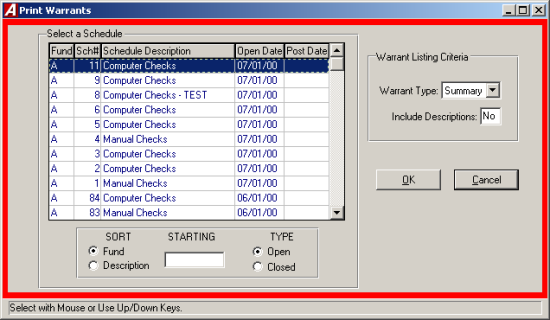 Print Warrants
Select a Schedule
Fund Sch# Schedule Description Open Date Post Date
A 11 Computer Checks 07/01/00
A 9 Computer Checks 07/01/00
A 8 Computer Checks - TEST 07/01/00
A 6 Computer Checks 07/01/00
A 5 Computer Checks 07/01/00
A 4 Manual Checks 07/01/00
A 3 Computer Checks 07/01/00
A 2 Computer Checks 07/01/00
A 1 Manual Checks 07/01/00
A 84 Computer Checks 06/01/00
A 83 Manual Checks 06/01/00
SORT STARTING TYPE
Fund Open
Description Closed
Warrant Listing Criteria
Warrant Type: Summary
Include Descriptions: No
OK Cancel
Select with Mouse or Use Up/Down Keys.